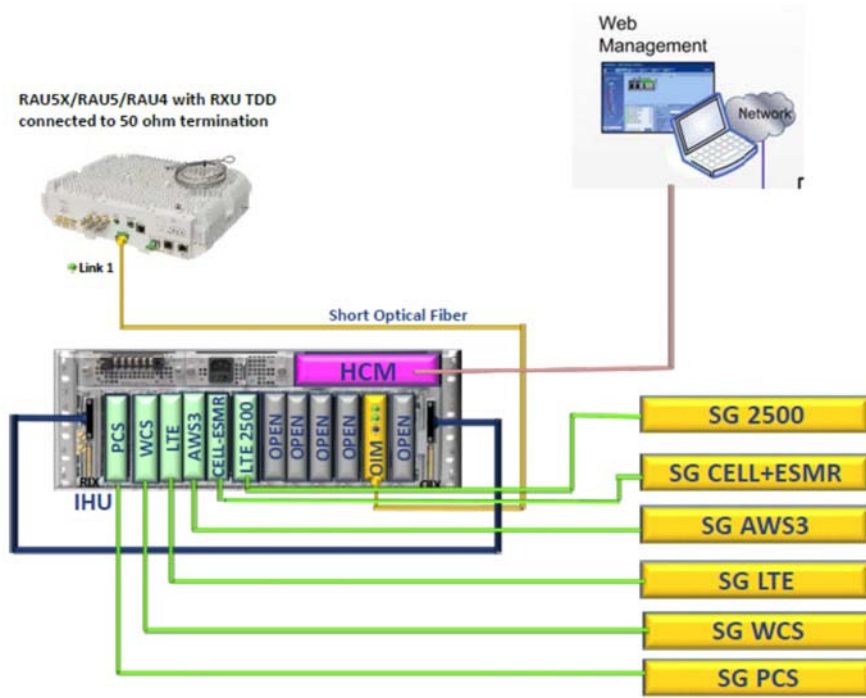 Web
Management
Network
RAU5X/RAU5/RAU4 with RXU TDD
connected to 50 ohm termination
Link 1
Short Optical Fiber
HCM
PCS
WCS
LTE
AWS3
CELL-ESMR
LTE 2500
OPEN
OPEN
OPEN
OPEN
OIM
OPEN
IHU
SG 2500
SG CELL+ESMR
SG AWS3
SG LTE
SG WCS
SG PCS